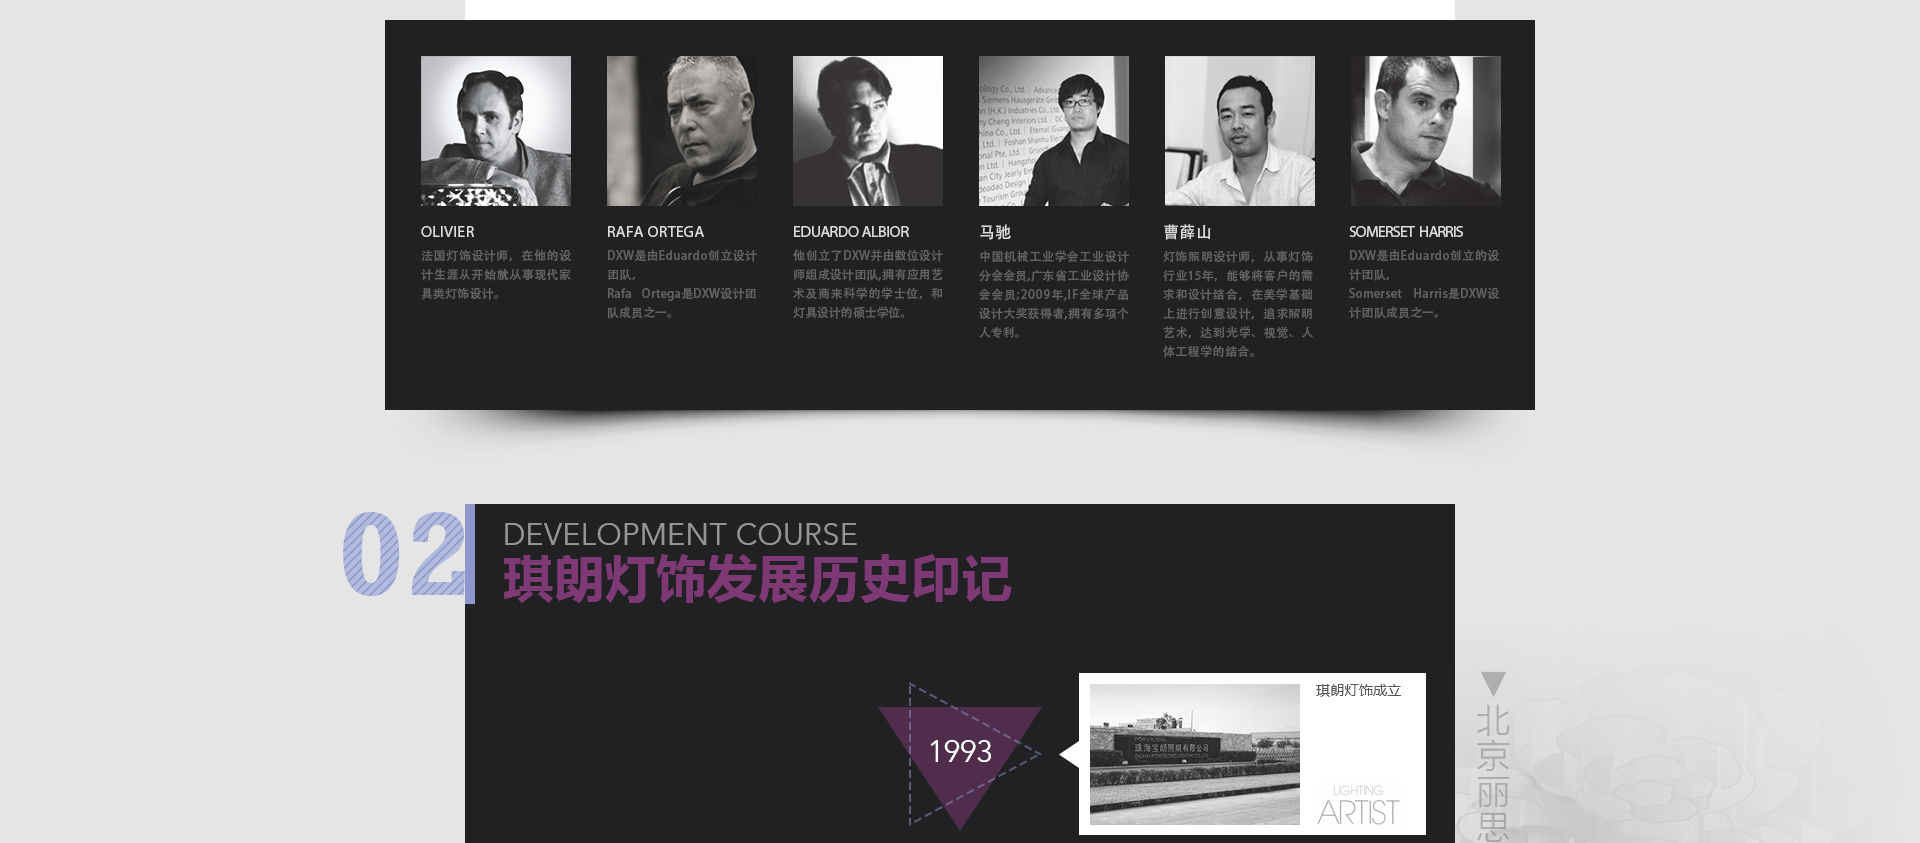 OLIVIER
法国灯饰设计师，在他的设
计生涯从开始就从事现代家
具类灯饰设计。
RAFA ORTEGA
DXW是由Eduardo创立设计
团队,
Rafa Ortega是DXW设计团
队成员之一。
EDUARDO ALBIOR
他创立了DXW并由数位设计
师组成设计团队,拥有应用艺
术及商来科学的学士位，和
灯具设计的硕士学位。
马驰
中国机械工业学会工业设计
分会会员,广东省工业设计协
会会员;2009年,IF全球产品
设计大奖获得者,拥有多项个
人专利。
曹薛山
灯饰照明设计师，从事灯饰
行业15年，能够将客户的需
求和设计结合，在美学基础
上进行创意设计，追求照明
艺术，达到光学、视觉、人
体工程学的结合。
SOMERSET HARRIS
DXW是由Eduardo创立的设
计团队,
Somerset Harris是DXW设
计团队成员之一。
02
DEVELOPMENT COURSE
琪朗灯饰发展历史印记
1993
珠海宝朗照明有限公司
琪朗灯饰成立
LIGHTING
ARTIST
北京丽思